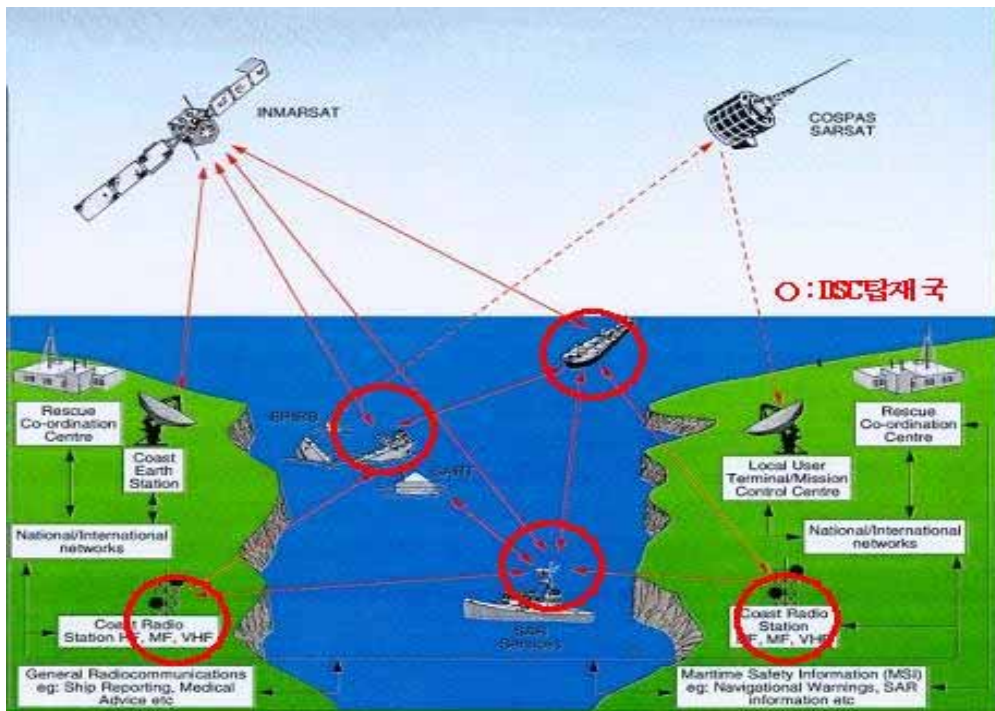 INMARSAT
COSPAS
SARSAT
○ : DSC탑재국
Rescue
Co-ordination
Centre
Coast
Earth
Station
National/International
networks
Coast Radio
Station HF, MF, VHF
General Radiocommunications
eg: Ship Reporting, Medical
Advice etc
EPIRB
SART
SAR
Services
Rescue
Co-ordination
Centre
Local User
Terminal/Mission
Control Centre
National/International
networks
Coast Radio
Station
HF, MF, VHF
Maritime Safety Information (MSI)
eg: Navigational Warnings, SAR
information etc